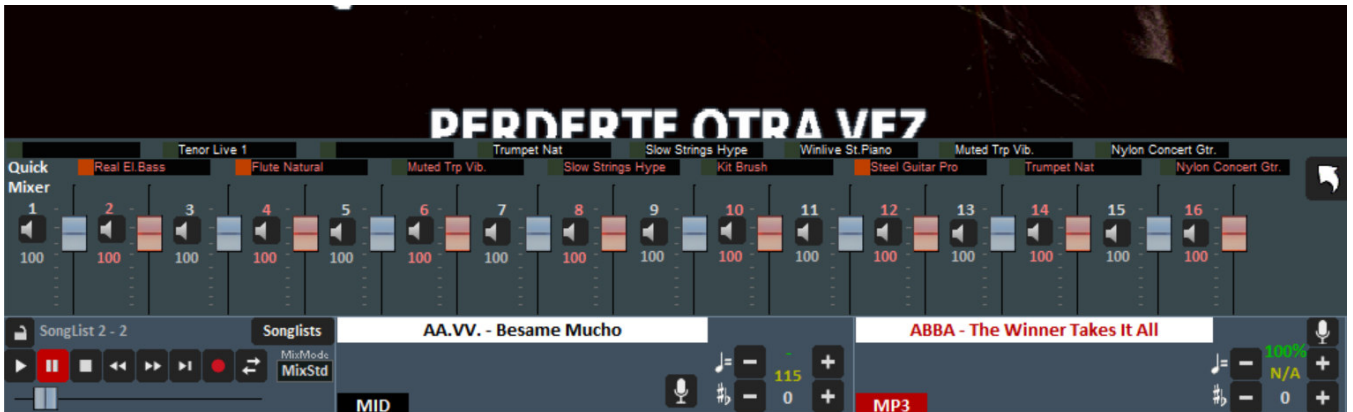 PERDERTE OTRA VEZ
Tenor Live 1 Trumpet Nat Slow Strings Hype Winlive St.Piano Muted Trp Vib. Nylon Concert Gtr.
Quick Real El.Bass Flute Natural Muted Trp Vib. Slow Strings Hype Kit Brush Steel Guitar Pro Trumpet Nat Nylon Concert Gtr.
Mixer
1 2 3 4 5 6 7 8 9 10 11 12 13 14 15 16
100 100 100 100 100 100 100 100 100 100 100 100 100 100 100 100
SongList 2 - 2 Songlists AA.VV. - Besame Mucho ABBA - The Winner Takes It All
MixMode
MixStd
- 100%
115 N/A
0 0
MID MP3